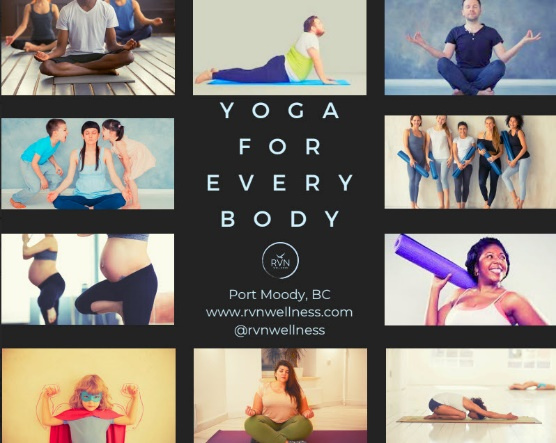 YOGA
FOR
EVERY
BODY
RVN
Port Moody, BC
www.rvnwellness.com
@rvnwellness